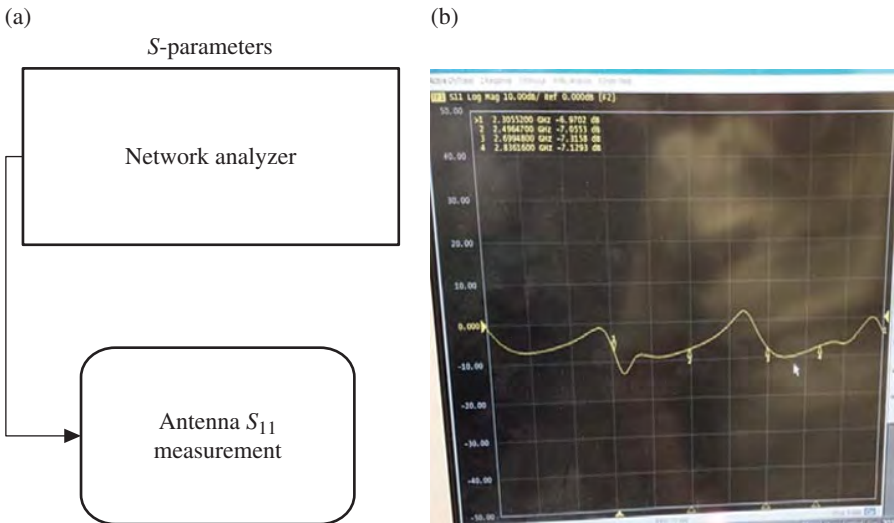 (a)
S-parameters
Network analyzer
Antenna S11
measurement
(b)
S11 Log Mag 10.00dB/ Ref 0.000dB [F2]
50.00
>1 2.3055200 GHz -6.9702 dB
2 2.4964700 GHz -7.0553 dB
3 2.6994800 GHz -7.3158 dB
4 2.8361600 GHz -7.1293 dB
40.00
30.00
20.00
10.00
0.000
-10.00
-20.00
-30.00
-40.00
-50.00